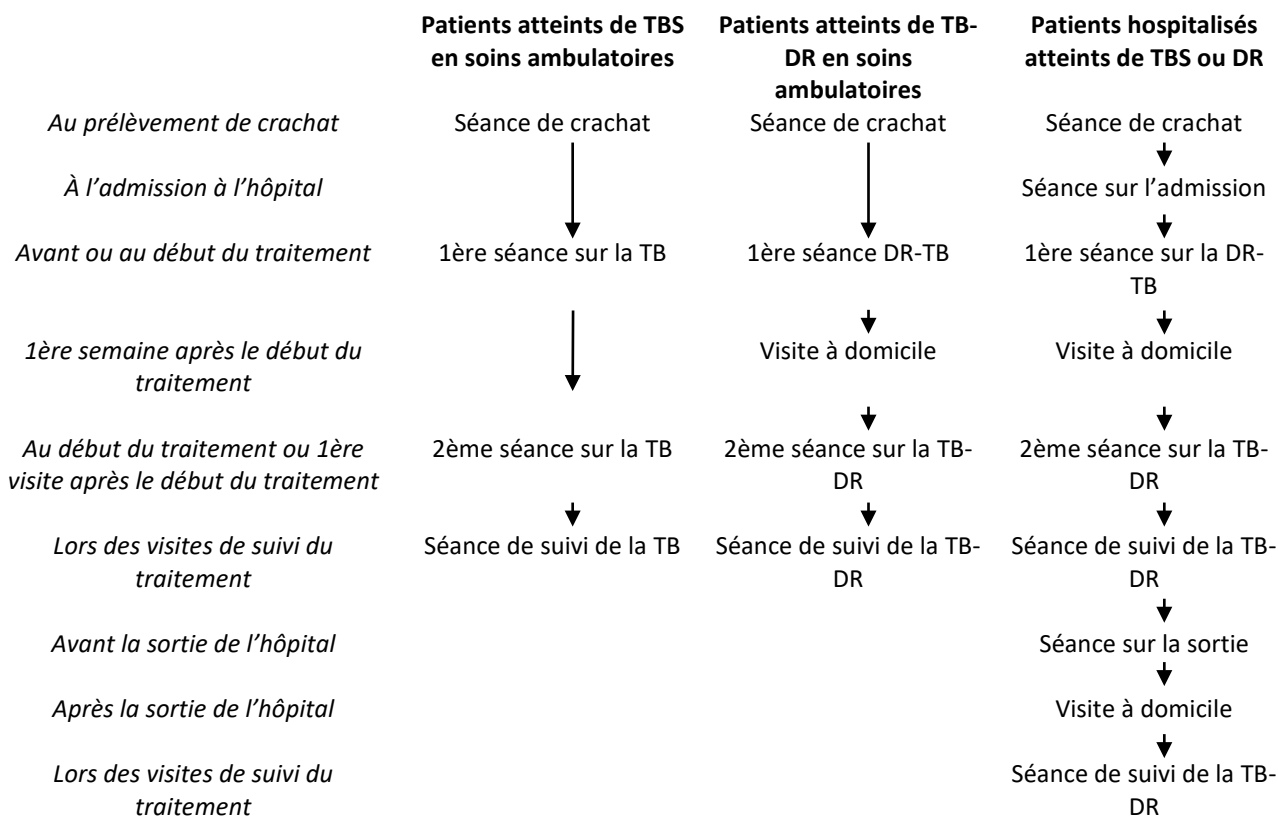 Patients atteints de TBS
en soins ambulatoires
Patients atteints de TB-
DR en soins
ambulatoires
Patients hospitalisés
atteints de TBS ou DR
Au prélèvement de crachat
Séance de crachat
Séance de crachat
Séance de crachat
À l’admission à l’hôpital
Séance sur l’admission
Avant ou au début du traitement
1ère séance sur la TB
1ère séance DR-TB
1ère séance sur la DR-
TB
1ère semaine après le début du
traitement
Visite à domicile
Visite à domicile
Au début du traitement ou 1ère
visite après le début du traitement
2ème séance sur la TB
2ème séance sur la TB-
DR
2ème séance sur la TB-
DR
Lors des visites de suivi du
traitement
Séance de suivi de la TB
Séance de suivi de la TB-
DR
Séance de suivi de la TB-
DR
Avant la sortie de l’hôpital
Séance sur la sortie
Après la sortie de l’hôpital
Visite à domicile
Lors des visites de suivi du
traitement
Séance de suivi de la TB-
DR